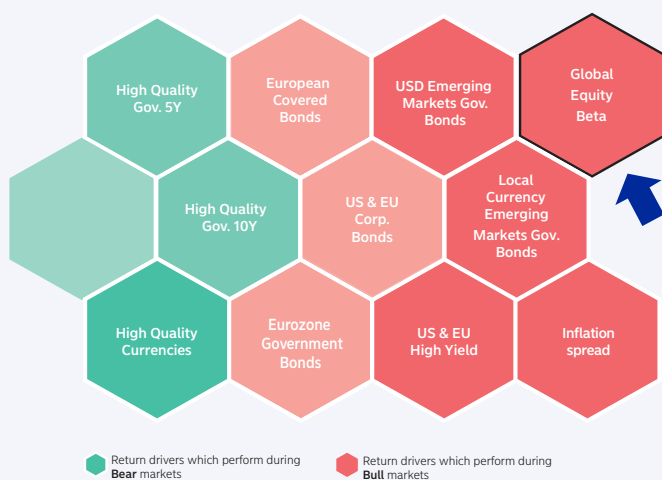 High Quality
Gov. 5Y
European
Covered
Bonds
USD Emerging
Markets Gov.
Bonds
Global
Equity
Beta
High Quality
Gov. 10Y
US & EU
Corp.
Bonds
Local
Currency
Emerging
Markets Gov.
Bonds
High Quality
Currencies
Eurozone
Government
Bonds
US & EU
High Yield
Inflation
spread
Return drivers which perform during
Bear markets
Return drivers which perform during
Bull markets